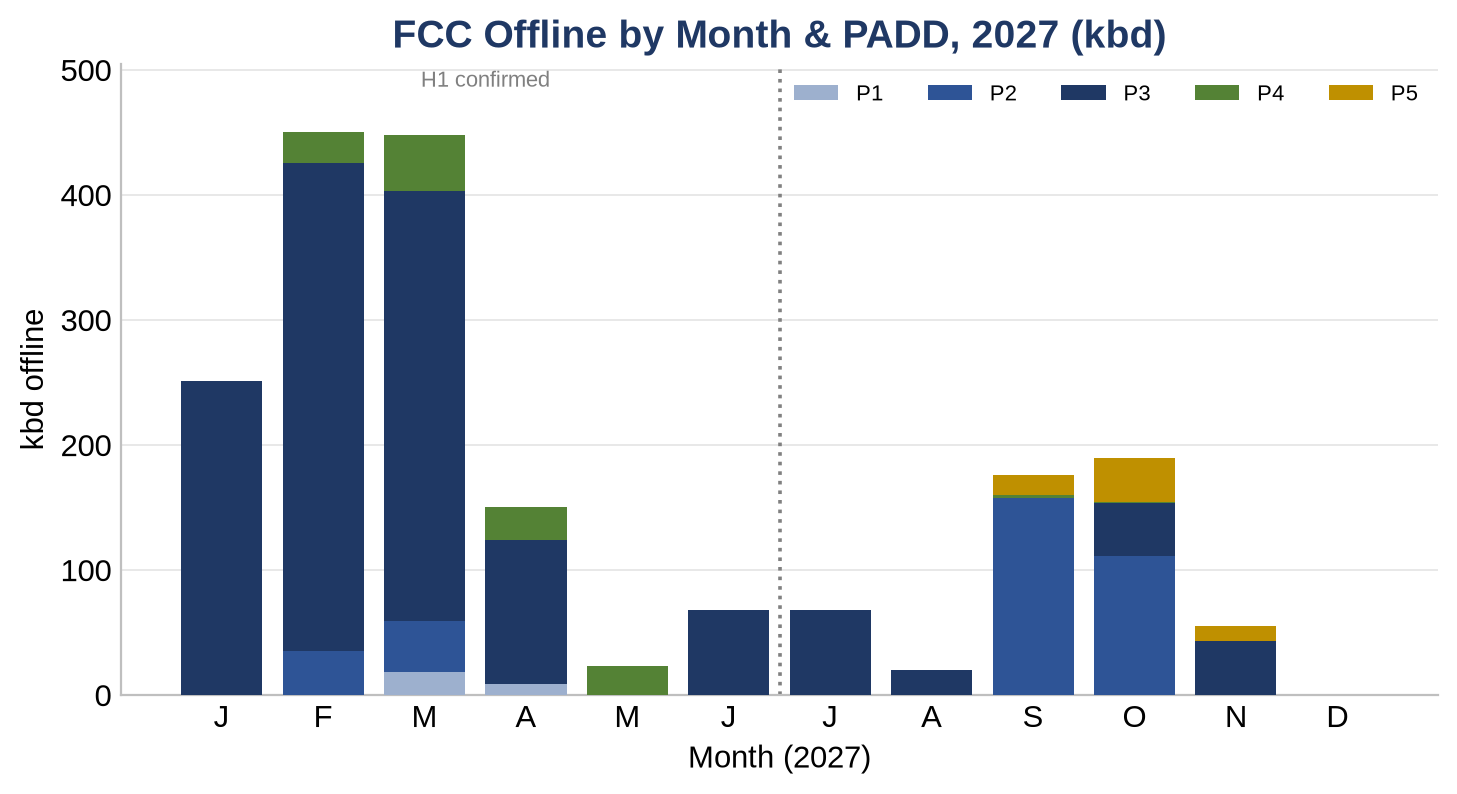 FCC Offline by Month & PADD, 2027 (kbd)
H1 confirmed
P1 P2 P3 P4 P5
kbd offline
500
400
300
200
100
0
J F M A M J J A S O N D
Month (2027)